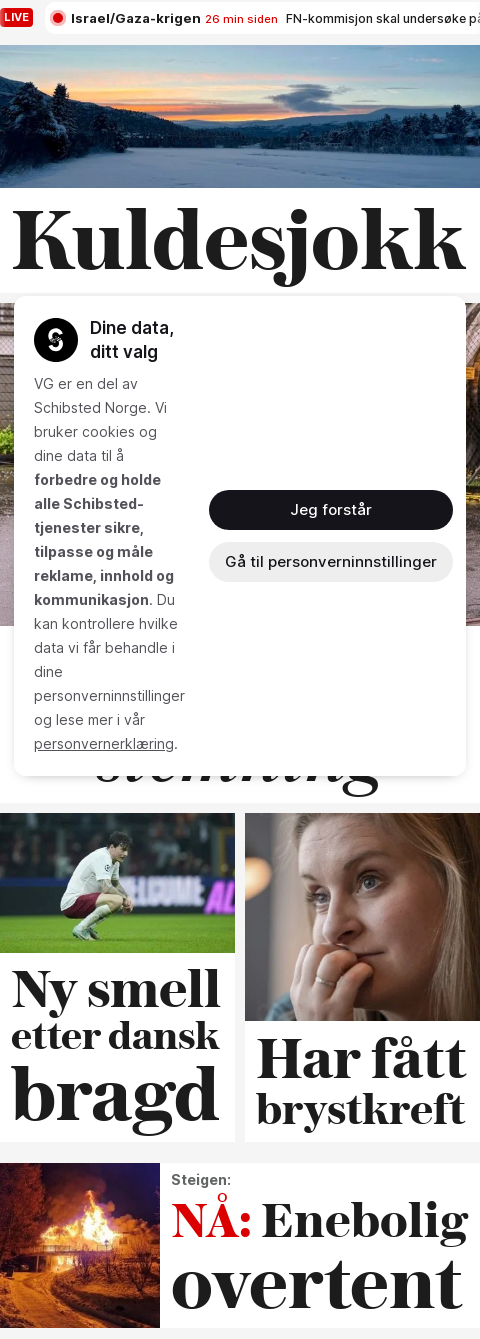 LIVE
Israel/Gaza-krigen 26 min siden FN-kommisjon skal undersøke på
Kuldesjokk
Dine data,
ditt valg
VG er en del av
Schibsted Norge. Vi
bruker cookies og
dine data til å
forbedre og holde
alle Schibsted-
tjenester sikre,
tilpasse og måle
reklame, innhold og
kommunikasjon. Du
kan kontrollere hvilke
data vi får behandle i
dine
personverninnstillinger
og lese mer i vår
personvernerklæring.
Jeg forstår
Gå til personverninnstillinger
Ny smell
etter dansk
bragd
Har fått
brystkreft
Steigen:
NÅ: Enebolig
overtent